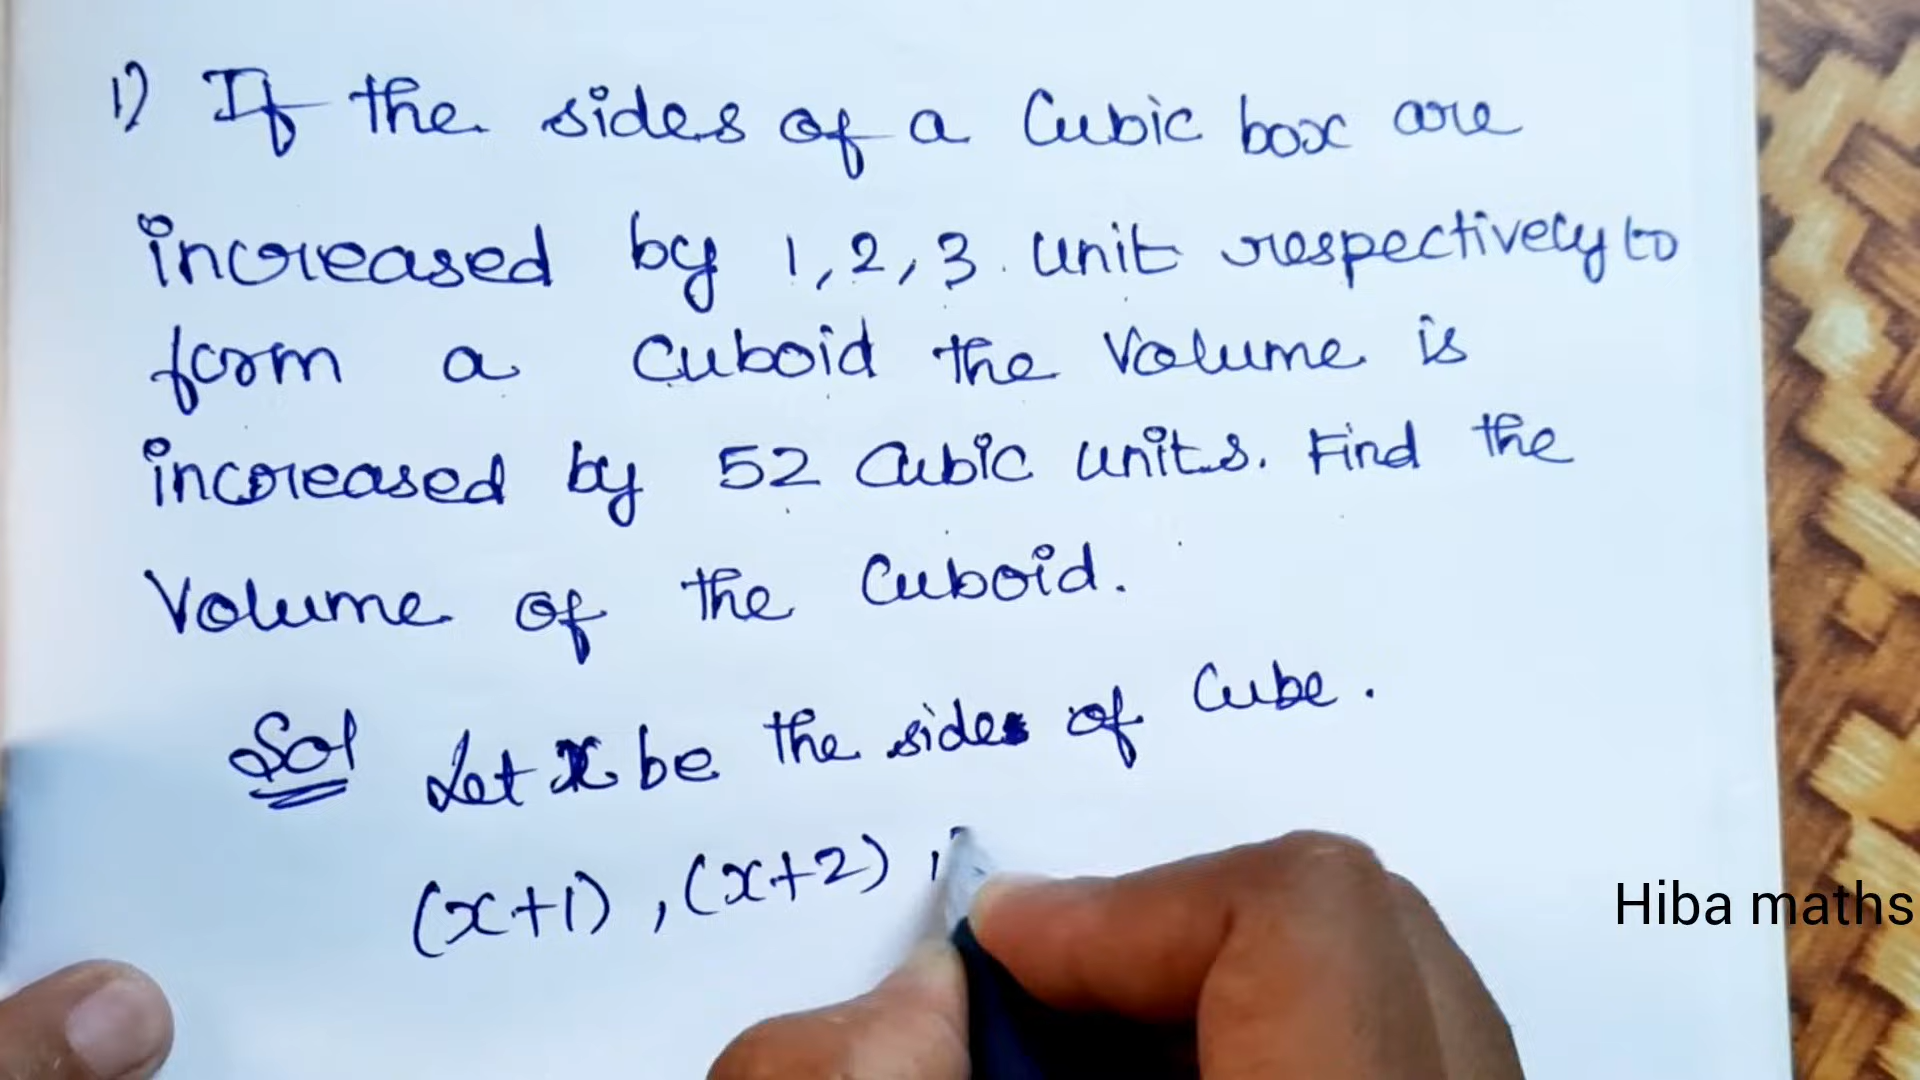 1) If the sides of a Cubic box are
increased by 1, 2, 3 unit respectively to
form a Cuboid the Volume is
increased by 52 Cubic units. Find the
Volume of the Cuboid.
Sol Let x be the sides of Cube.
(x+1), (x+2),
Hiba maths